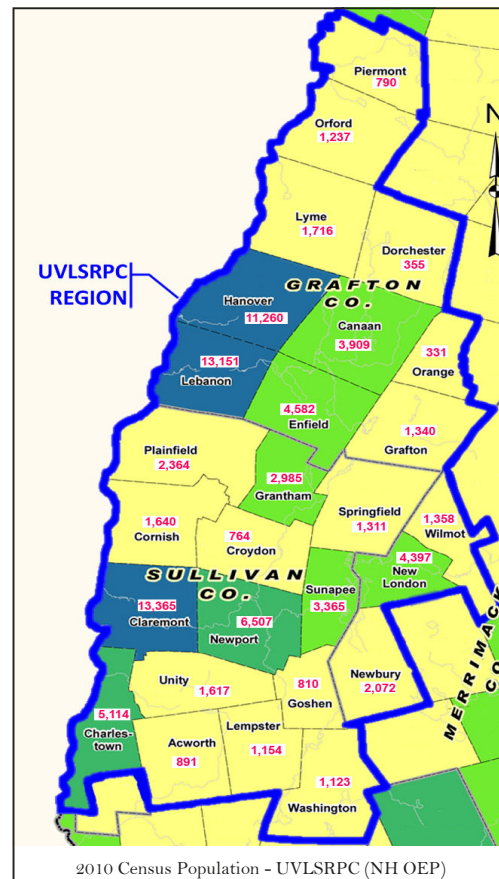 Piermont
790
Orford
1,237
N
Lyme
1,716
Dorchester
355
UVLSRPC
REGION
GRAFTON
CO.
Hanover
11,260
Canaan
3,909
331
Orange
13,151
Lebanon
4,582
Enfield
1,340
Grafton
Plainfield
2,364
2,985
Grantham
Springfield
1,311
1,358
Wilmot
1,640
Cornish
764
Croydon
4,397
New
London
SULLIVAN
CO.
Sunapee
3,365
13,365
Claremont
6,507
Newport
MERRIMACK
CO.
Newbury
2,072
Unity
1,617
810
Goshen
5,114
Charles-
town
Lempster
1,154
Acworth
891
1,123
Washington
2010 Census Population - UVLSRPC (NH OEP)